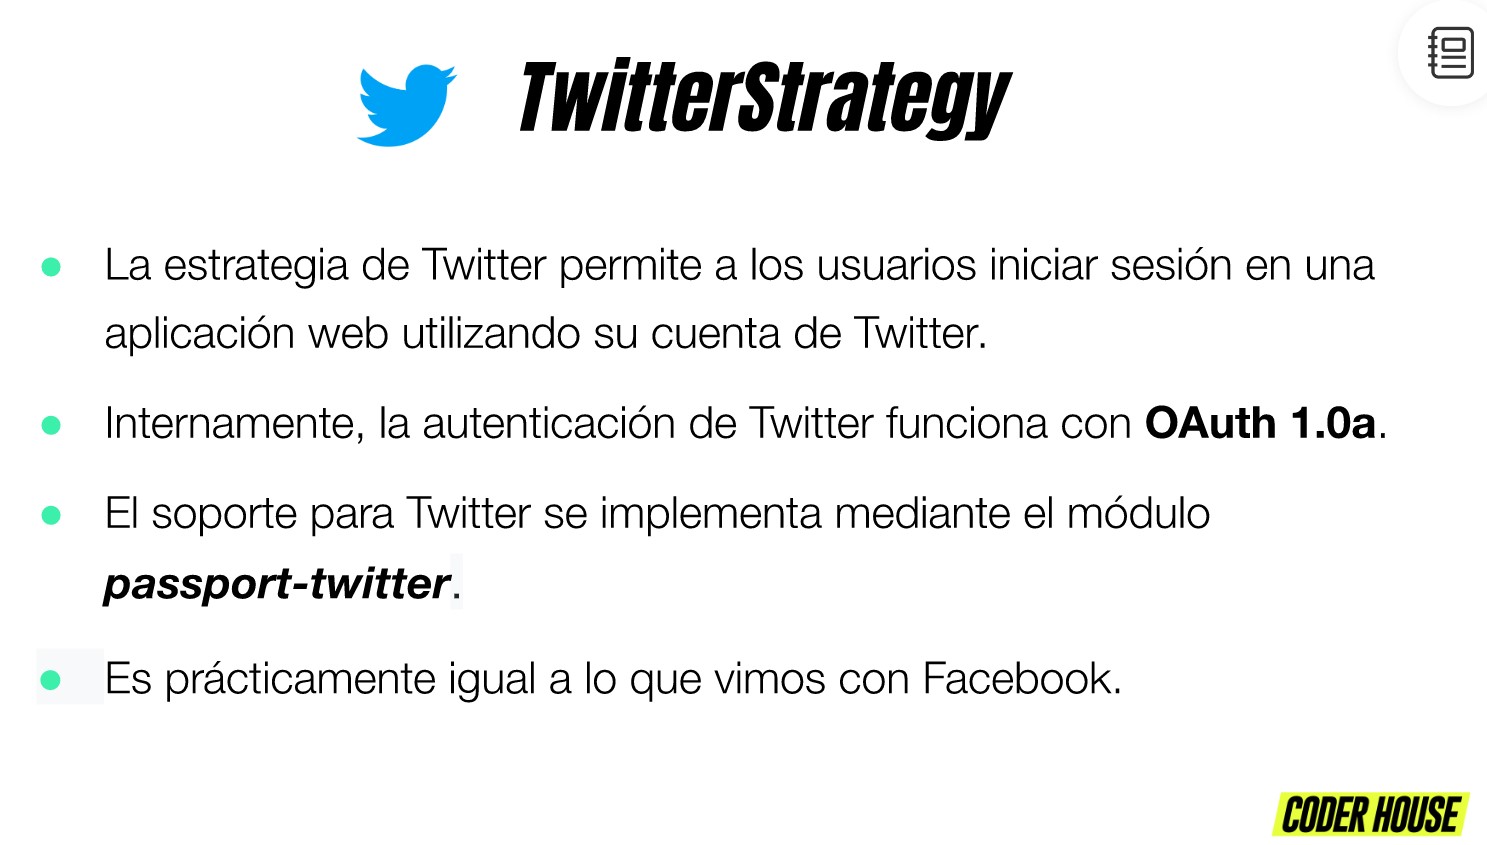 TwitterStrategy
La estrategia de Twitter permite a los usuarios iniciar sesión en una
aplicación web utilizando su cuenta de Twitter.
Internamente, la autenticación de Twitter funciona con OAuth 1.0a.
El soporte para Twitter se implementa mediante el módulo
passport-twitter.
Es prácticamente igual a lo que vimos con Facebook.
CODER HOUSE